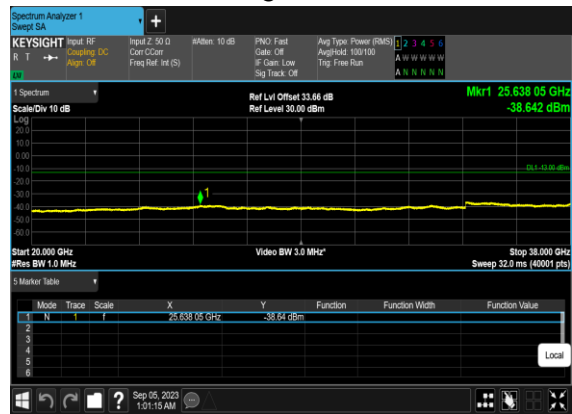 Spectrum Analyzer 1
Swept SA
KEYSIGHT Input: RF Input Z: 50 Ω #Atten: 10 dB PNO: Fast Avg Type: Power (RMS) 1 2 3 4 5 6
R T Coupling: DC Corr CCorr Gate: Off Avg|Hold: 100/100 A W W W W W
Align: Off Freq Ref: Int (S) IF Gain: Low Trig: Free Run
Sig Track: Off A N N N N N
1 Spectrum Ref Lvl Offset 33.66 dB Mkr1 25.638 05 GHz
Scale/Div 10 dB Ref Level 30.00 dBm -38.642 dBm
Log
20.0
10.0
0.00
-10.0
DL1 -13.00 dBm
-20.0
-30.0
1
-40.0
-50.0
-60.0
Start 20.000 GHz Video BW 3.0 MHz* Stop 38.000 GHz
#Res BW 1.0 MHz Sweep 32.0 ms (40001 pts)
5 Marker Table
Mode Trace Scale X Y Function Function Width Function Value
1 N 1 f 25.638 05 GHz -38.64 dBm
2
3
4
5
6
Local
Sep 05, 2023
1:01:15 AM